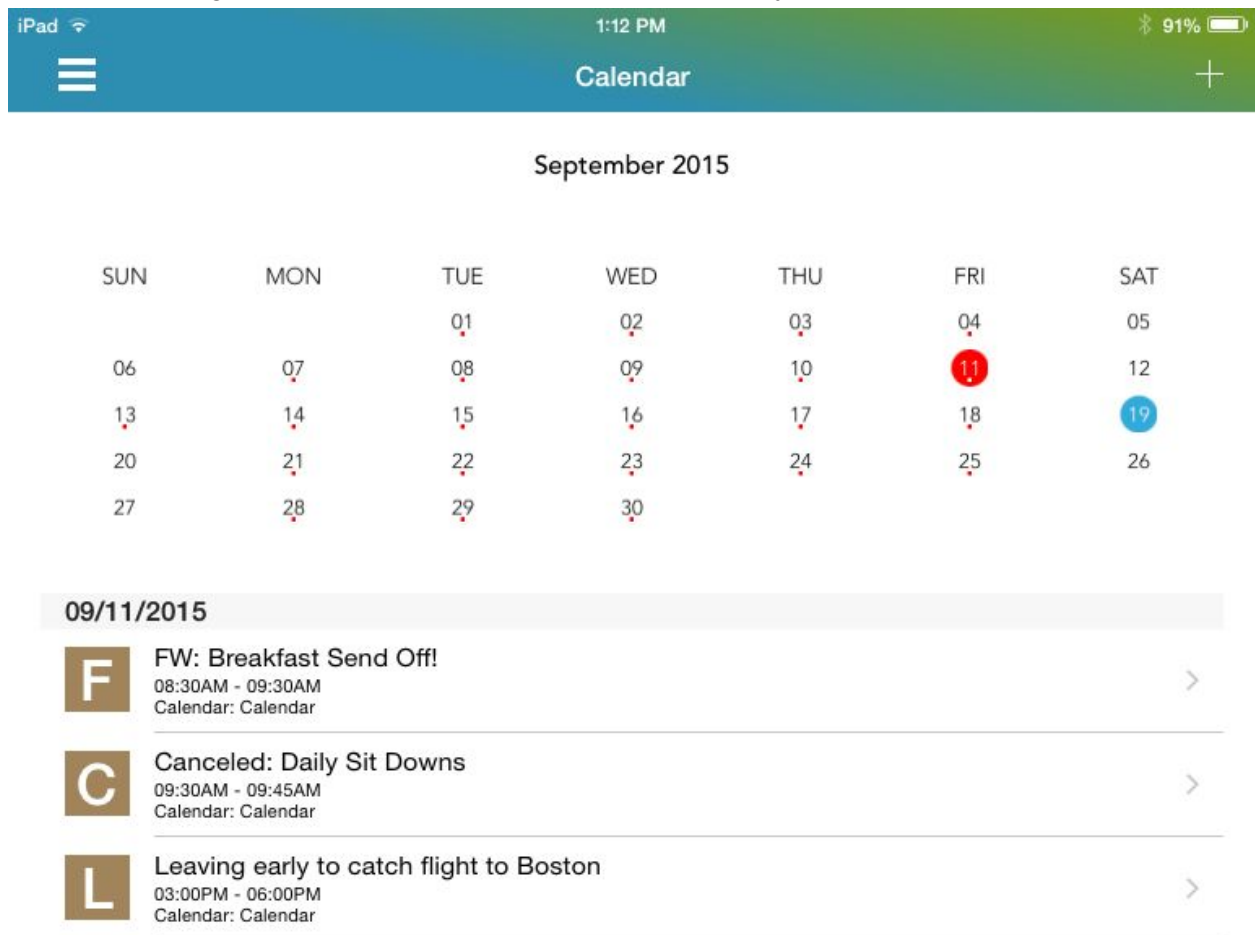 iPad 1:12 PM 91%
Calendar +
September 2015
SUN MON TUE WED THU FRI SAT
01 02 03 04 05
06 07 08 09 10 11 12
13 14 15 16 17 18 19
20 21 22 23 24 25 26
27 28 29 30
09/11/2015
F FW: Breakfast Send Off!
08:30AM - 09:30AM
Calendar: Calendar
C Canceled: Daily Sit Downs
09:30AM - 09:45AM
Calendar: Calendar
L Leaving early to catch flight to Boston
03:00PM - 06:00PM
Calendar: Calendar